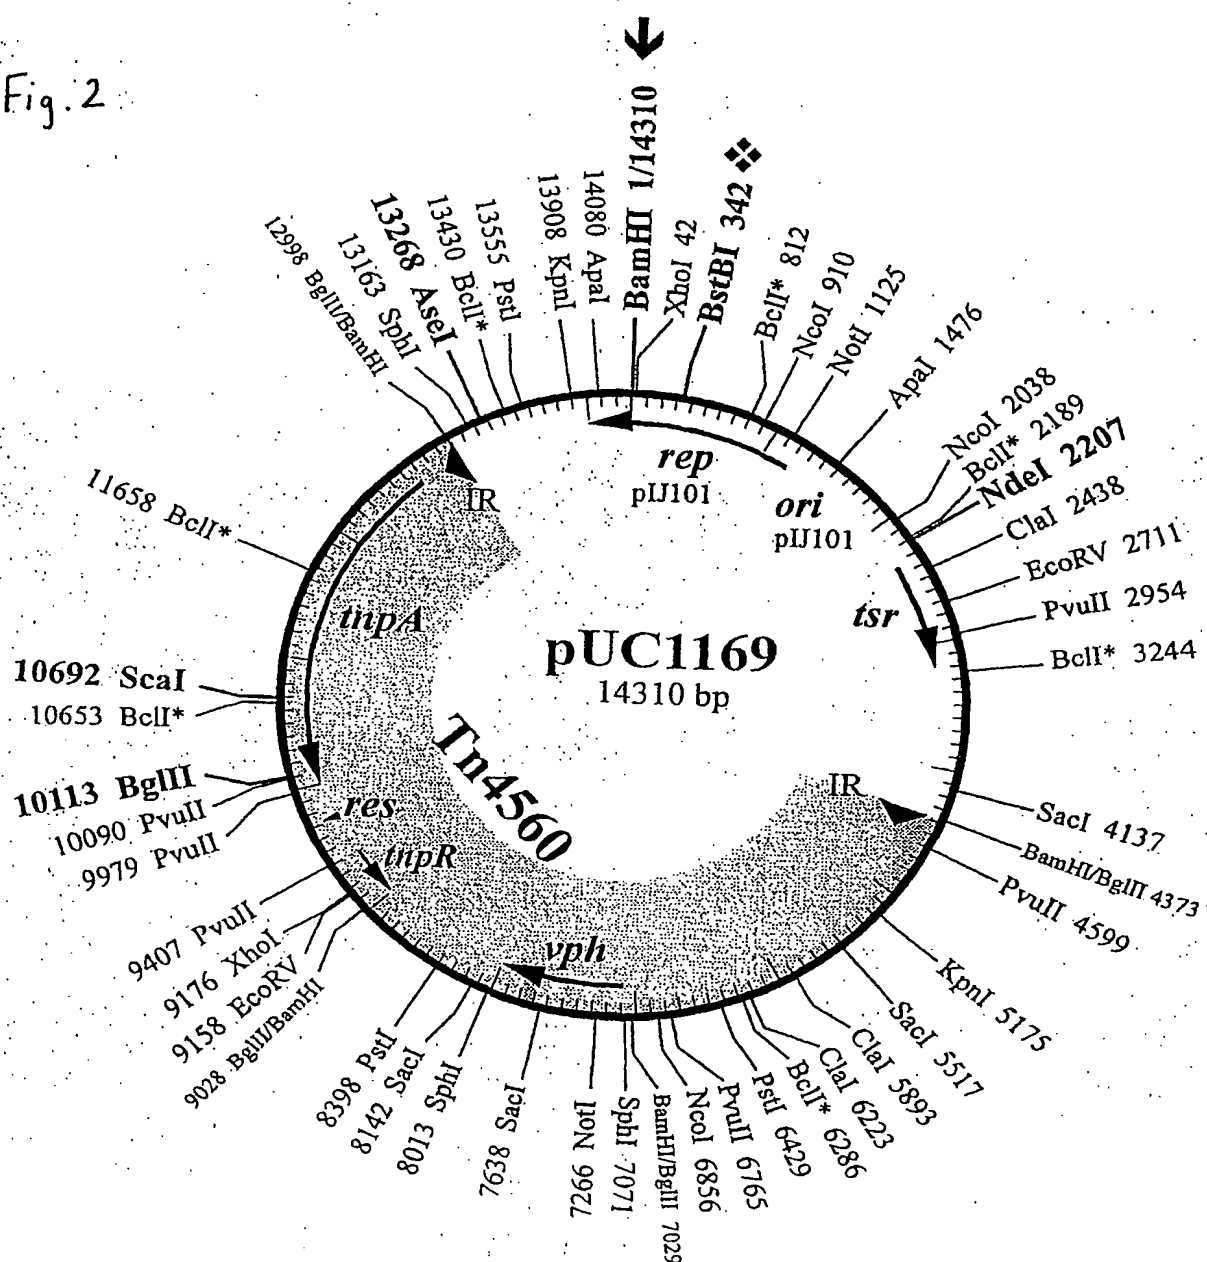 Fig. 2
BamHI 1/14310
XhoI 42
BstBI 342 ❖
BclI* 812
NcoI 910
NotI 1125
ApaI 1476
NcoI 2038
BclI* 2189
NdeI 2207
ClaI 2438
EcoRV 2711
PvuII 2954
BclI* 3244
SacI 4137
BamHI/BglII 4373
PvuII 4599
KpnI 5175
SacI 5517
ClaI 5893
ClaI 6223
BclI* 6286
PstI 6429
PvuII 6765
NcoI 6856
BamHI/BglII 7029
SphI 7071
7266 NotI
7638 SacI
8013 SphI
8142 SacI
8398 PstI
9028 BglII/BamHI
9158 EcoRV
9176 XhoI
9407 PvuII
9979 PvuII
10090 PvuII
10113 BglII
10653 BclI*
10692 ScaI
11658 BclI*
12998 BglII/BamHI
13163 SphI
13268 AseI
13430 BclI*
13555 PstI
13908 KpnI
14080 ApaI
rep
pIJ101
ori
pIJ101
tsr
IR
tnpA
pUC1169
14310 bp
Tn4560
IR
res
tnpR
vph